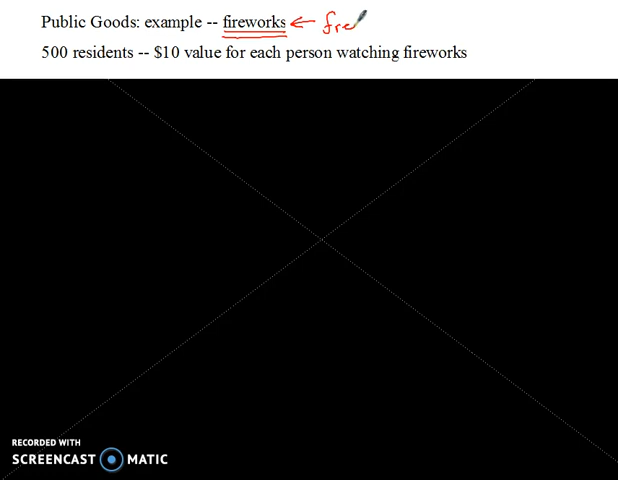 Public Goods: example -- fireworks ← fre
500 residents -- $10 value for each person watching fireworks
RECORDED WITH
SCREENCAST MATIC